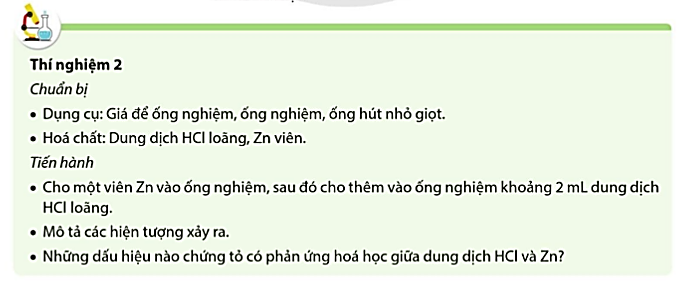 Thí nghiệm 2
Chuẩn bị
• Dụng cụ: Giá để ống nghiệm, ống nghiệm, ống hút nhỏ giọt.
• Hoá chất: Dung dịch HCl loãng, Zn viên.
Tiến hành
• Cho một viên Zn vào ống nghiệm, sau đó cho thêm vào ống nghiệm khoảng 2 mL dung dịch
HCl loãng.
• Mô tả các hiện tượng xảy ra.
• Những dấu hiệu nào chứng tỏ có phản ứng hoá học giữa dung dịch HCl và Zn?